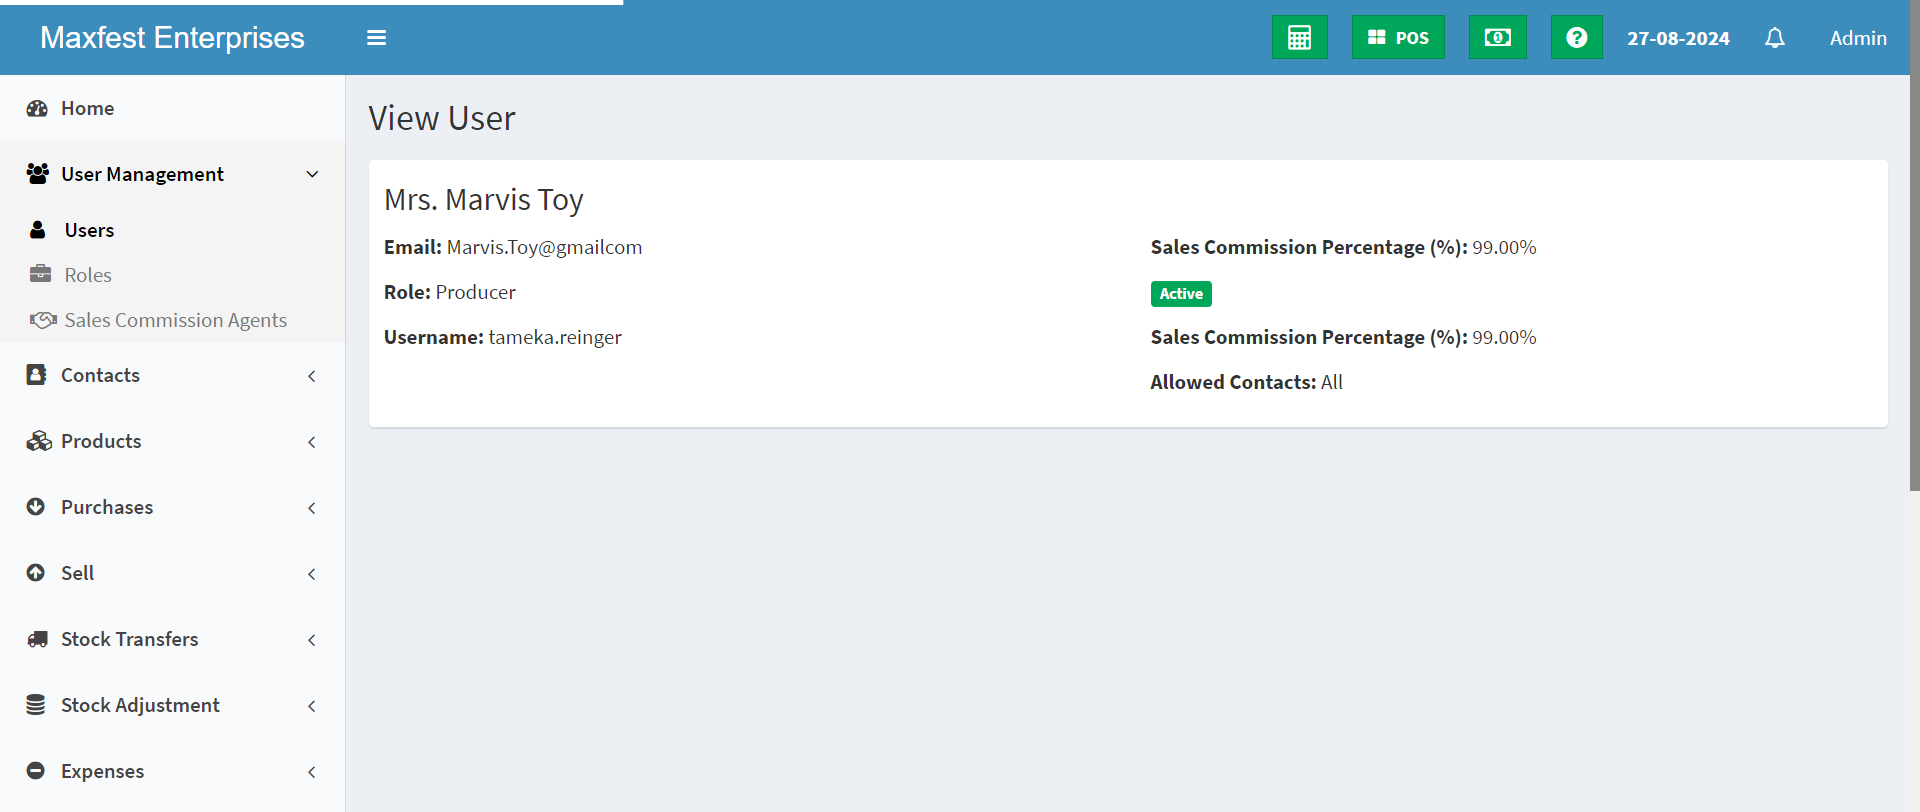 Maxfest Enterprises
POS
27-08-2024
Admin
Home
User Management
Users
Roles
Sales Commission Agents
Contacts
Products
Purchases
Sell
Stock Transfers
Stock Adjustment
Expenses
View User
Mrs. Marvis Toy
Email: Marvis.Toy@gmailcom
Role: Producer
Username: tameka.reinger
Sales Commission Percentage (%): 99.00%
Active
Sales Commission Percentage (%): 99.00%
Allowed Contacts: All